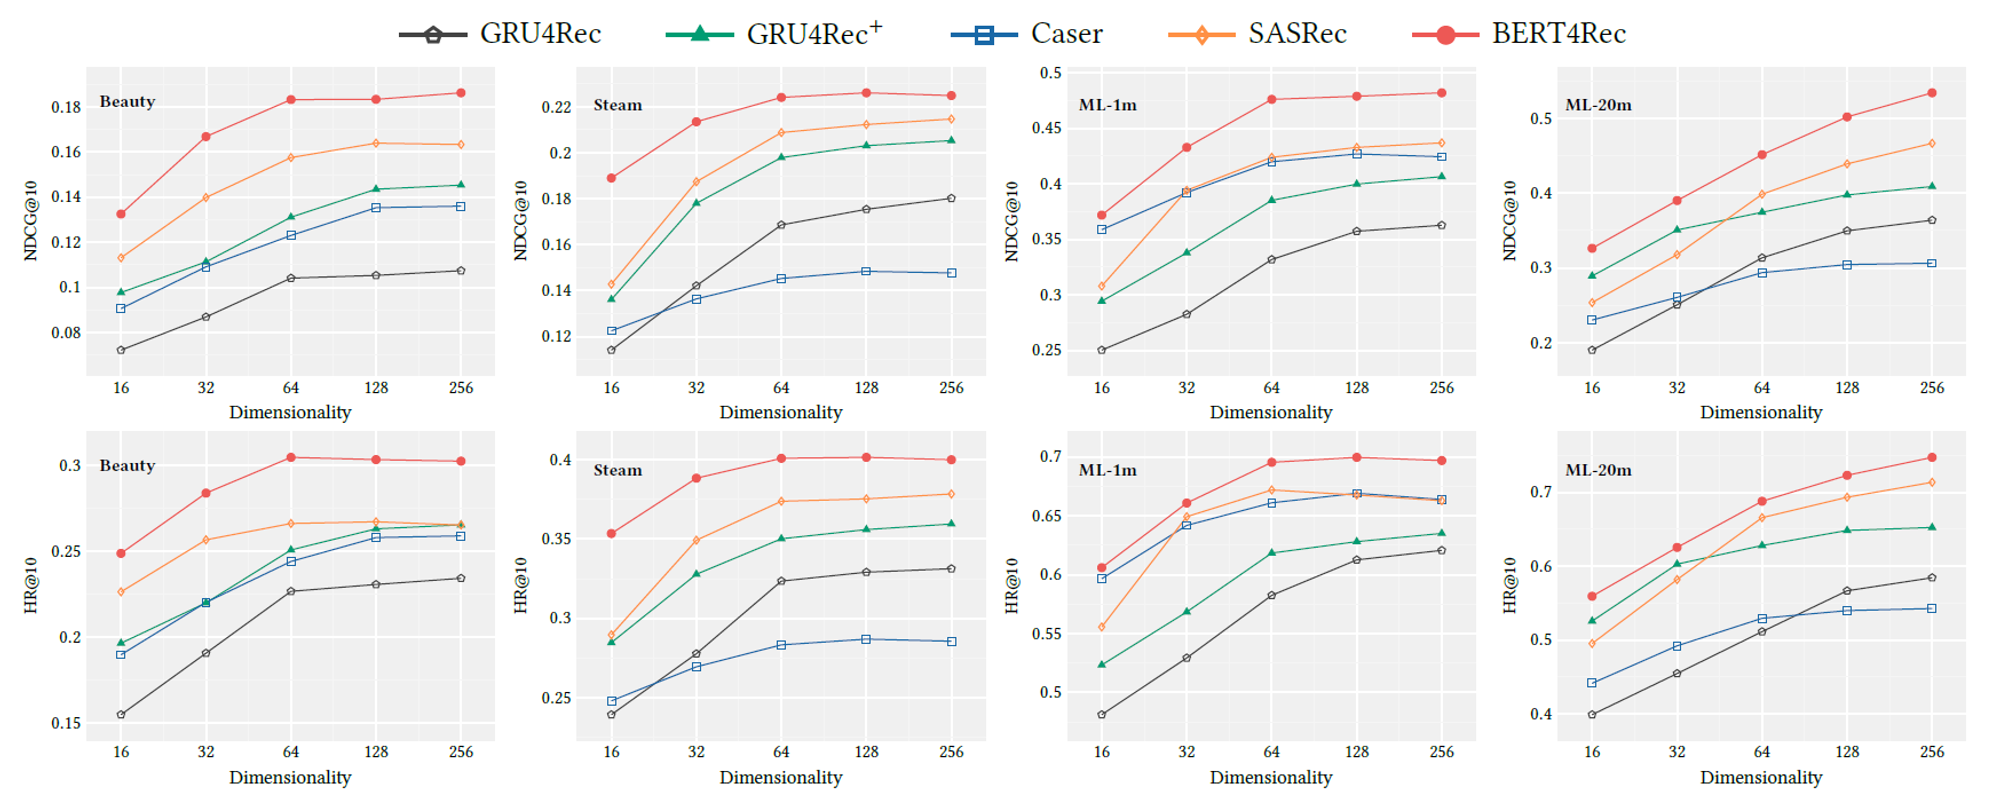 GRU4Rec GRU4Rec+ Caser SASRec BERT4Rec
Beauty
0.18
0.16
0.14
0.12
0.1
0.08
NDCG@10
16 32 64 128 256
Dimensionality
Steam
0.22
0.2
0.18
0.16
0.14
0.12
NDCG@10
16 32 64 128 256
Dimensionality
ML-1m
0.5
0.45
0.4
0.35
0.3
0.25
NDCG@10
16 32 64 128 256
Dimensionality
ML-20m
0.5
0.4
0.3
0.2
NDCG@10
16 32 64 128 256
Dimensionality
Beauty
0.3
0.25
0.2
0.15
HR@10
16 32 64 128 256
Dimensionality
Steam
0.4
0.35
0.3
0.25
HR@10
16 32 64 128 256
Dimensionality
ML-1m
0.7
0.65
0.6
0.55
0.5
HR@10
16 32 64 128 256
Dimensionality
ML-20m
0.7
0.6
0.5
0.4
HR@10
16 32 64 128 256
Dimensionality